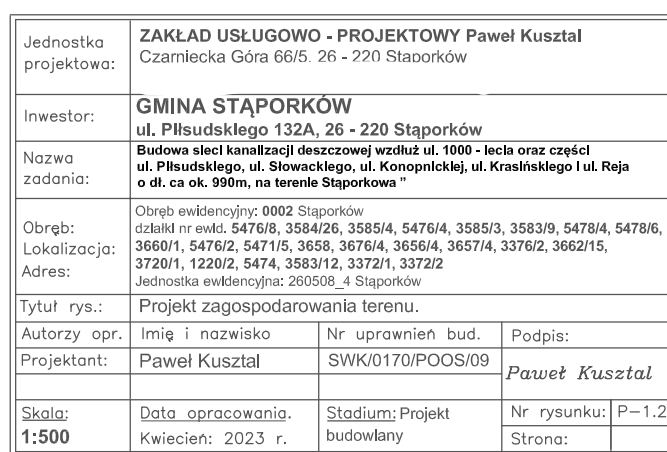 Jednostka projektowa:
ZAKŁAD USŁUGOWO - PROJEKTOWY Paweł Kusztal
Czarniecka Góra 66/5, 26 - 220 Stąporków
Inwestor:
GMINA STĄPORKÓW
ul. Piłsudskiego 132A, 26 - 220 Stąporków
Nazwa zadania:
Budowa sieci kanalizacji deszczowej wzdłuż ul. 1000 - lecia oraz części
ul. Piłsudskiego, ul. Słowackiego, ul. Konopnickiej, ul. Krasińskiego i ul. Reja
o dł. ca ok. 990m, na terenie Stąporkowa ”
Obręb:
Lokalizacja:
Adres:
Obręb ewidencyjny: 0002 Stąporków
działki nr ewid. 5476/8, 3584/26, 3585/4, 5476/4, 3585/3, 3583/9, 5478/4, 5478/6,
3660/1, 5476/2, 5471/5, 3658, 3676/4, 3656/4, 3657/4, 3376/2, 3662/15,
3720/1, 1220/2, 5474, 3583/12, 3372/1, 3372/2
Jednostka ewidencyjna: 260508_4 Stąporków
Tytuł rys.: Projekt zagospodarowania terenu.
Autorzy opr. Imię i nazwisko Nr uprawnień bud. Podpis:
Projektant: Paweł Kusztal SWK/0170/POOS/09 Paweł Kusztal
Skala:
1:500
Data opracowania.
Kwiecień: 2023 r.
Stadium: Projekt
budowlany
Nr rysunku: P-1.2
Strona: